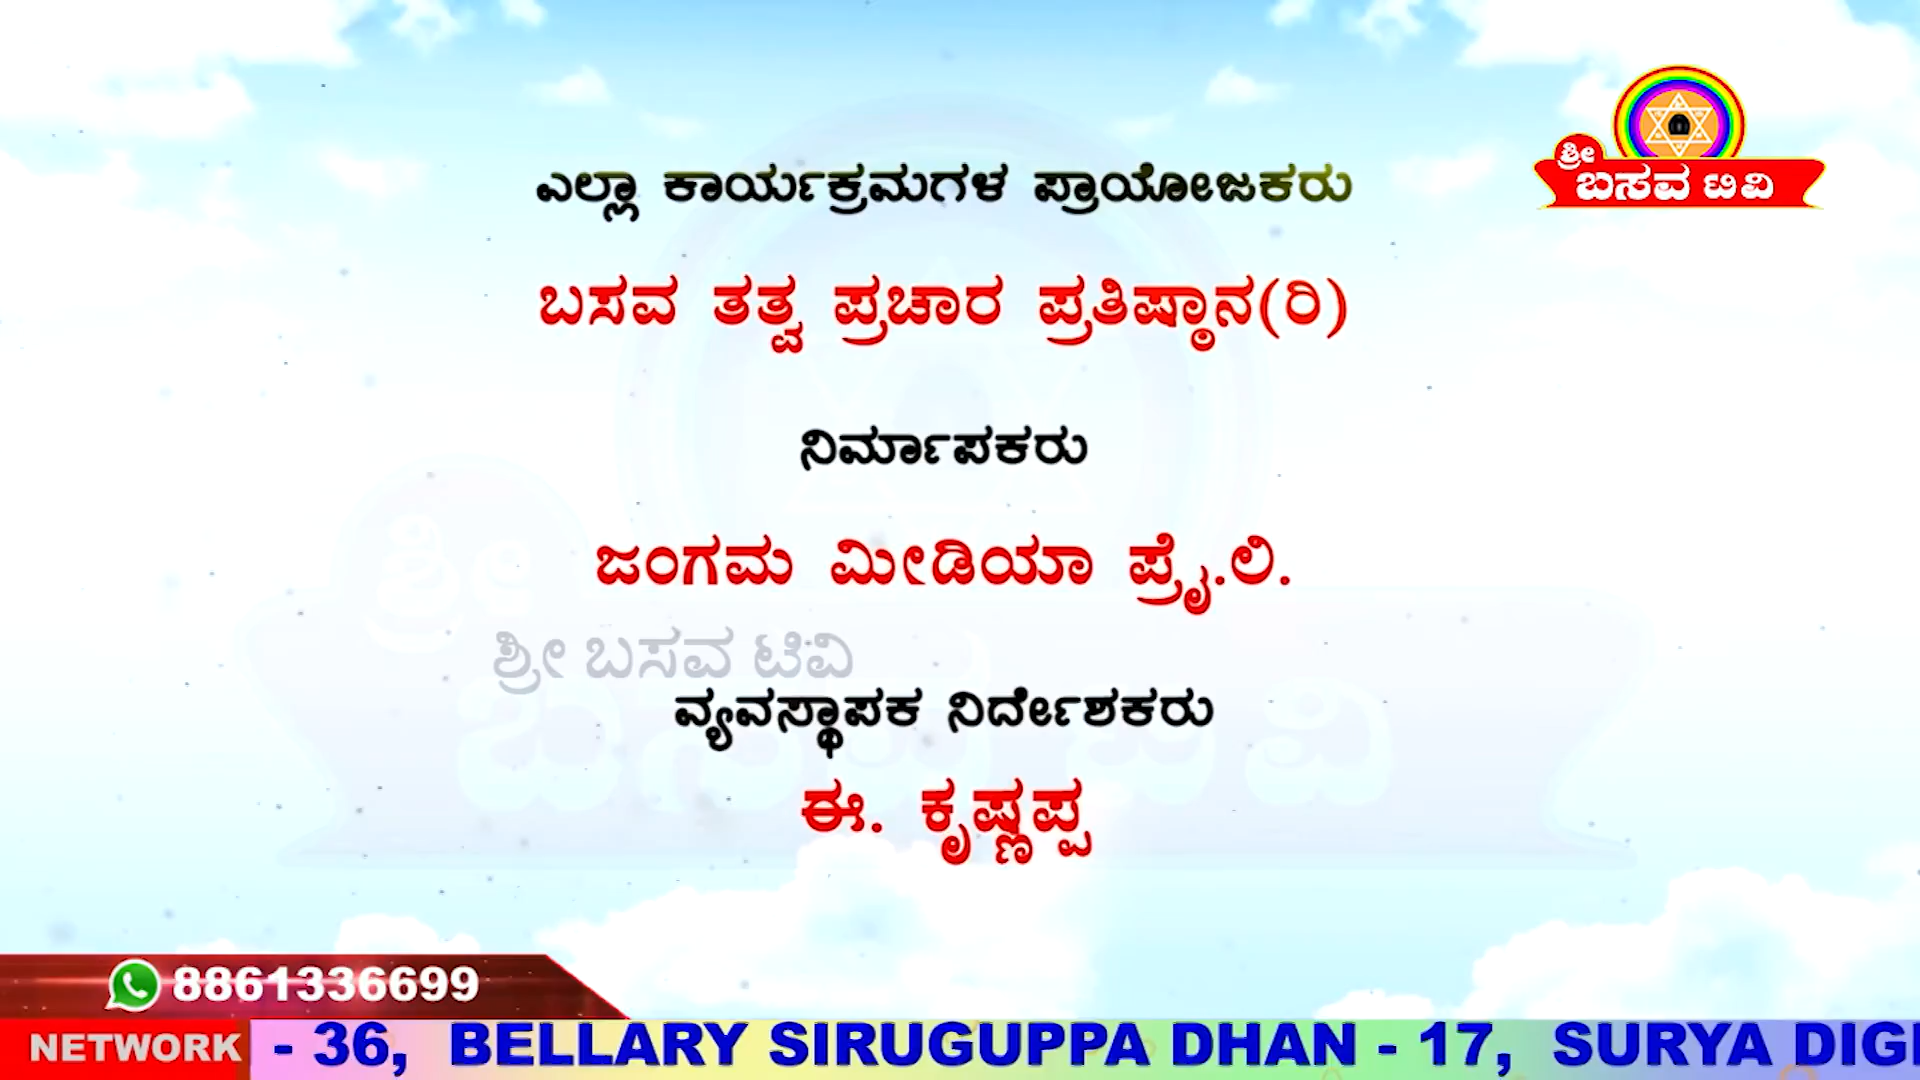 ಶ್ರೀ
ಬಸವ ಟಿವಿ
ಎಲ್ಲಾ ಕಾರ್ಯಕ್ರಮಗಳ ಪ್ರಾಯೋಜಕರು
ಬಸವ ತತ್ವ ಪ್ರಚಾರ ಪ್ರತಿಷ್ಠಾನ(ರಿ)
ನಿರ್ಮಾಪಕರು
ಜಂಗಮ ಮೀಡಿಯಾ ಪ್ರೈ.ಲಿ.
ಶ್ರೀ ಬಸವ ಟಿವಿ
ವ್ಯವಸ್ಥಾಪಕ ನಿರ್ದೇಶಕರು
ಈ. ಕೃಷ್ಣಪ್ಪ
8861336699
NETWORK - 36, BELLARY SIRUGUPPA DHAN - 17, SURYA DIGI